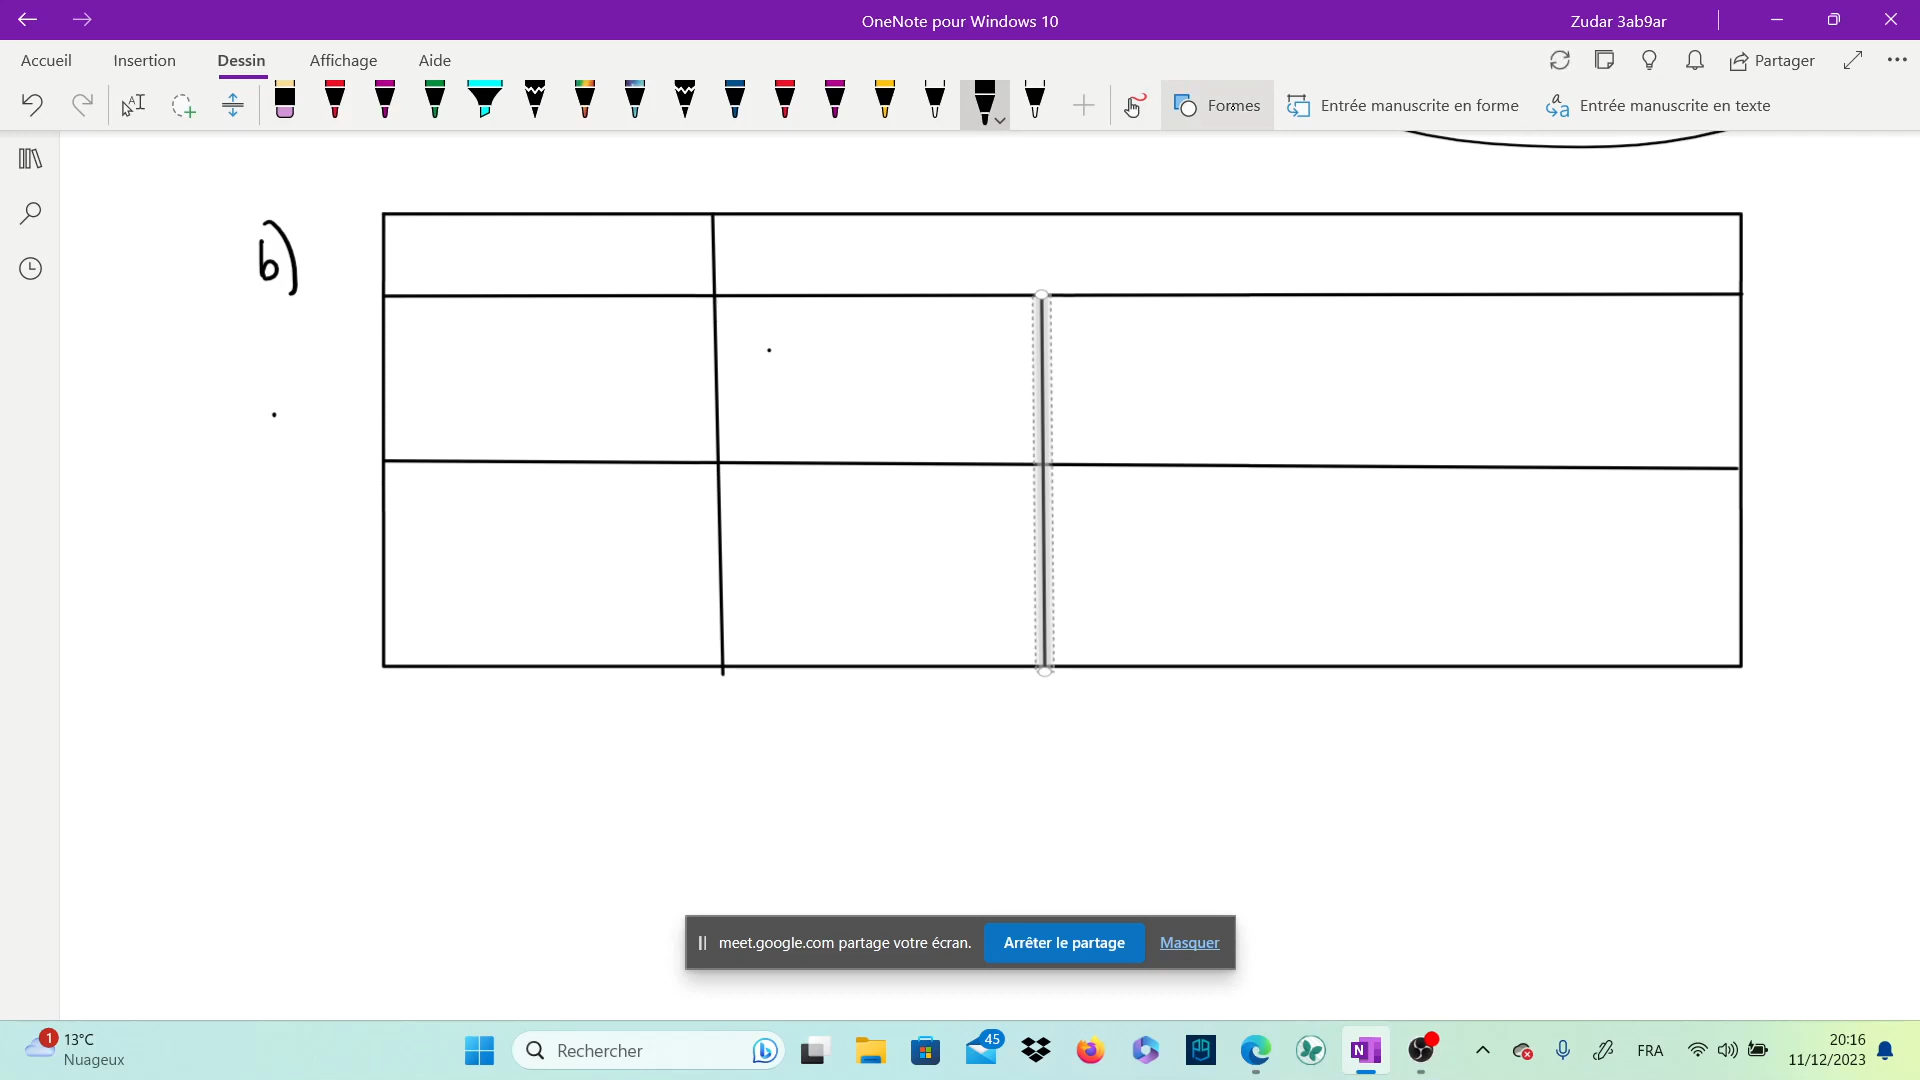 OneNote pour Windows 10
Zudar 3ab9ar
Accueil Insertion Dessin Affichage Aide
Partager
Formes
Entrée manuscrite en forme
Entrée manuscrite en texte
b)
meet.google.com partage votre écran.
Arrêter le partage
Masquer
1
13°C
Nuageux
Rechercher
45
N
FRA
20:16
11/12/2023